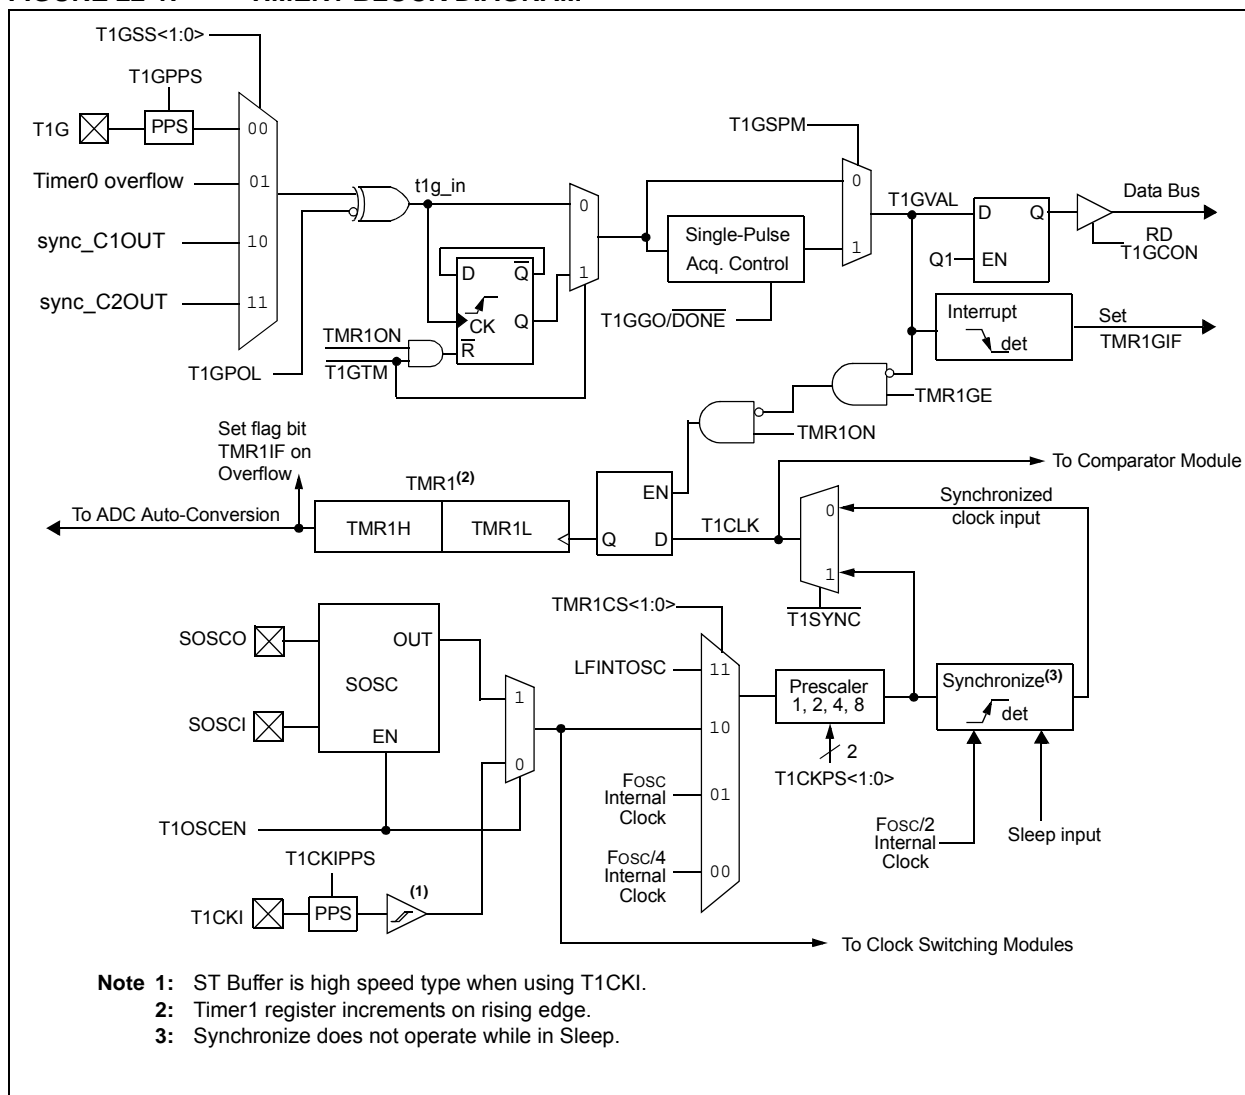 T1GSS<1:0>
T1GPPS
T1G
PPS
00
Timer0 overflow
01
sync_C1OUT
10
sync_C2OUT
11
T1GPOL
t1g_in
D
Q
CK
Q
R
TMR1ON
T1GTM
0
1
T1GSPM
Single-Pulse
Acq. Control
T1GGO/DONE
0
1
T1GVAL
D
Q
Q1
EN
Data Bus
RD
T1GCON
Interrupt
det
Set
TMR1GIF
TMR1GE
TMR1ON
Set flag bit
TMR1IF on
Overflow
TMR1(2)
To ADC Auto-Conversion
TMR1H
TMR1L
EN
Q
D
T1CLK
To Comparator Module
Synchronized
clock input
0
1
T1SYNC
SOSCO
SOSCI
OUT
SOSC
EN
1
0
T1OSCEN
T1CKIPPS
T1CKI
PPS
(1)
TMR1CS<1:0>
LFINTOSC
11
10
FOSC
Internal
Clock
01
FOSC/4
Internal
Clock
00
Prescaler
1, 2, 4, 8
2
T1CKPS<1:0>
Synchronize(3)
det
FOSC/2
Internal
Clock
Sleep input
To Clock Switching Modules
Note 1: ST Buffer is high speed type when using T1CKI.
2: Timer1 register increments on rising edge.
3: Synchronize does not operate while in Sleep.